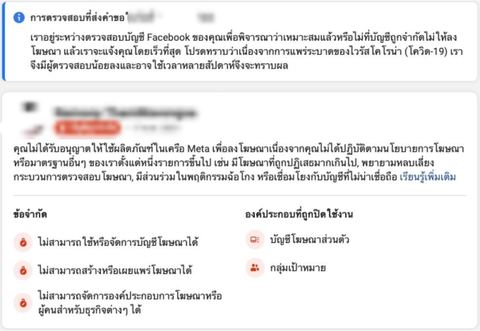 การตรวจสอบที่ส่งคำขอ
เราอยู่ระหว่างตรวจสอบบัญชี Facebook ของคุณเพื่อพิจารณาว่าเหมาะสมแล้วหรือไม่ที่บัญชีถูกจำกัดไม่ให้ลง
โฆษณา แล้วเราจะแจ้งคุณโดยเร็วที่สุด โปรดทราบว่าเนื่องจากการแพร่ระบาดของไวรัสโคโรน่า (โควิด-19) เรา
จึงมีผู้ตรวจสอบน้อยลงและอาจใช้เวลาหลายสัปดาห์จึงจะทราบผล
คุณไม่ได้รับอนุญาตให้ใช้ผลิตภัณฑ์ในเครือ Meta เพื่อลงโฆษณาเนื่องจากคุณไม่ได้ปฏิบัติตามนโยบายการโฆษณา
หรือมาตรฐานอื่นๆ ของเราตั้งแต่หนึ่งรายการขึ้นไป เช่น มีโฆษณาที่ถูกปฏิเสธมากเกินไป, พยายามหลบเลี่ยง
กระบวนการตรวจสอบโฆษณา, มีส่วนร่วมในพฤติกรรมฉ้อโกง หรือเชื่อมโยงกับบัญชีที่ไม่น่าเชื่อถือ เรียนรู้เพิ่มเติม
ข้อจำกัด
ไม่สามารถใช้หรือจัดการบัญชีโฆษณาได้
ไม่สามารถสร้างหรือเผยแพร่โฆษณาได้
ไม่สามารถจัดการองค์ประกอบการโฆษณาหรือ
ผู้คนสำหรับธุรกิจต่างๆ ได้
องค์ประกอบที่ถูกปิดใช้งาน
บัญชีโฆษณาส่วนตัว
กลุ่มเป้าหมาย